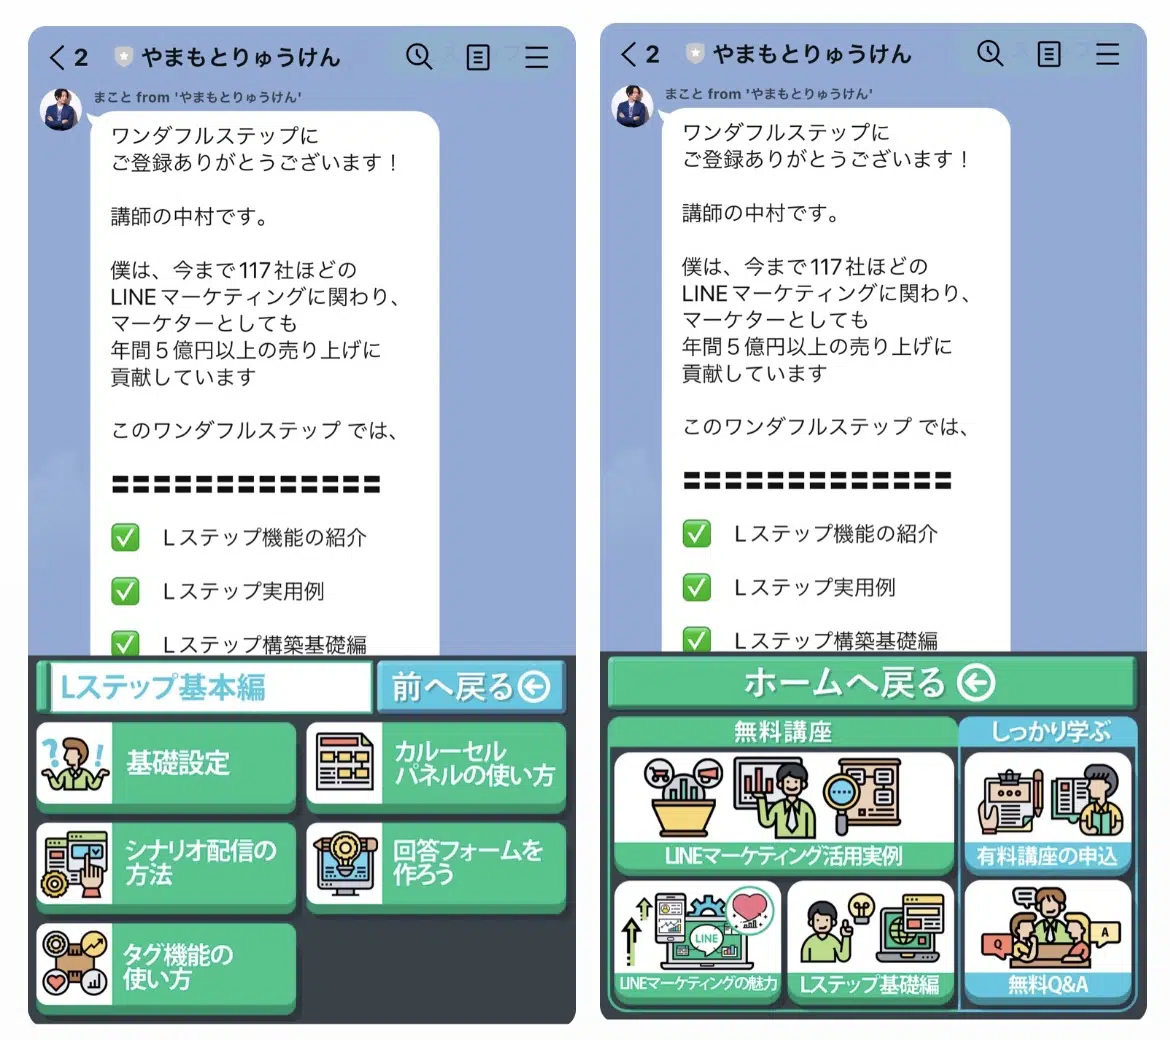 2 やまもとりゅうけん
まこと from 'やまもとりゅうけん'
ワンダフルステップに
ご登録ありがとうございます！
講師の中村です。
僕は、今まで117社ほどの
LINEマーケティングに関わり、
マーケターとしても
年間５億円以上の売り上げに
貢献しています
このワンダフルステップ では、
〓〓〓〓〓〓〓〓〓〓〓〓〓
✅ Lステップ機能の紹介
✅ Lステップ実用例
✅ Lステップ構築基礎編
Lステップ基本編
前へ戻る
基礎設定
カルーセル
パネルの使い方
シナリオ配信の
方法
回答フォームを
作ろう
タグ機能の
使い方
2 やまもとりゅうけん
まこと from 'やまもとりゅうけん'
ワンダフルステップに
ご登録ありがとうございます！
講師の中村です。
僕は、今まで117社ほどの
LINEマーケティングに関わり、
マーケターとしても
年間５億円以上の売り上げに
貢献しています
このワンダフルステップ では、
〓〓〓〓〓〓〓〓〓〓〓〓〓
✅ Lステップ機能の紹介
✅ Lステップ実用例
✅ Lステップ構築基礎編
ホームへ戻る
無料講座
しっかり学ぶ
LINEマーケティング活用実例
有料講座の申込
LINE
Q
A
LINEマーケティングの魅力
Lステップ基礎編
無料Q&A